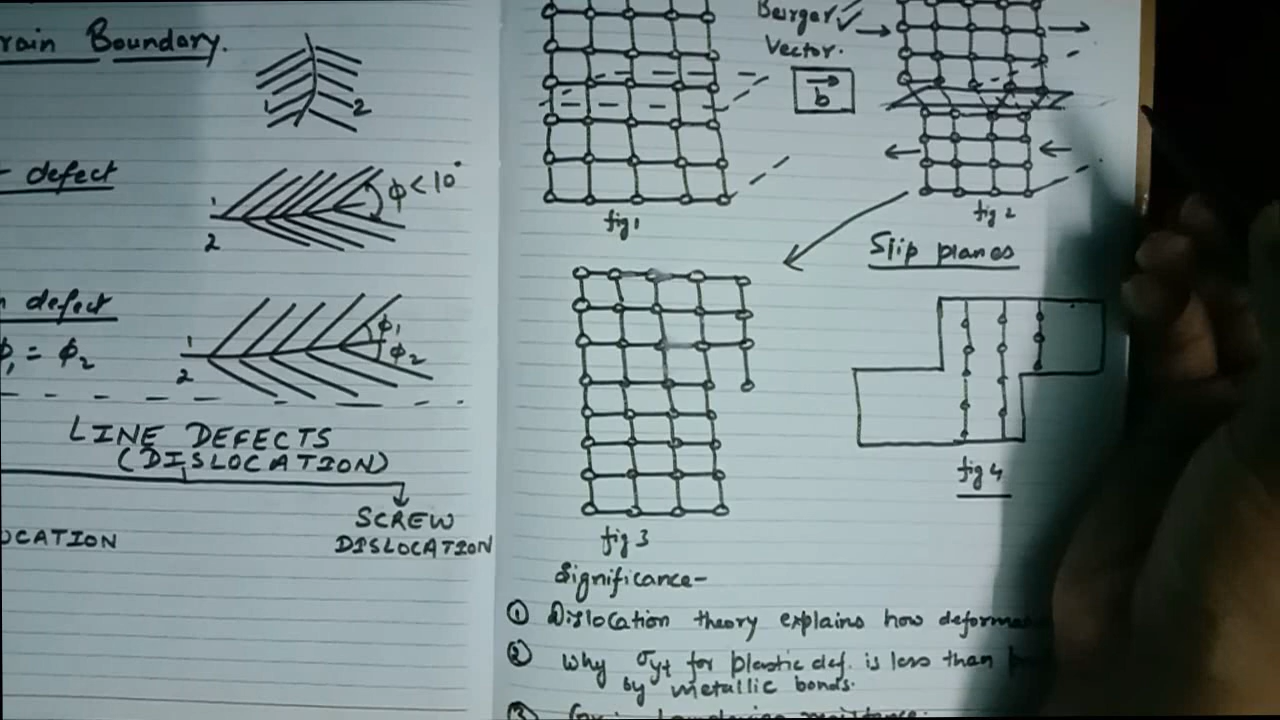 rain Boundary.
1 2
defect
1
2
ϕ < 10°
defect
ϕ₁ = ϕ₂
1
2
ϕ₁
ϕ₂
LINE DEFECTS
(DISLOCATION)
SCREW
DISLOCATION
OCATION
Burgar
Vector.
b
fig 1
fig 2
Slip planes
fig 3
fig 4
Significance-
① Dislocation theory explains how deforma
② Why σyt for plastic def. is less than
by metallic bonds.
③